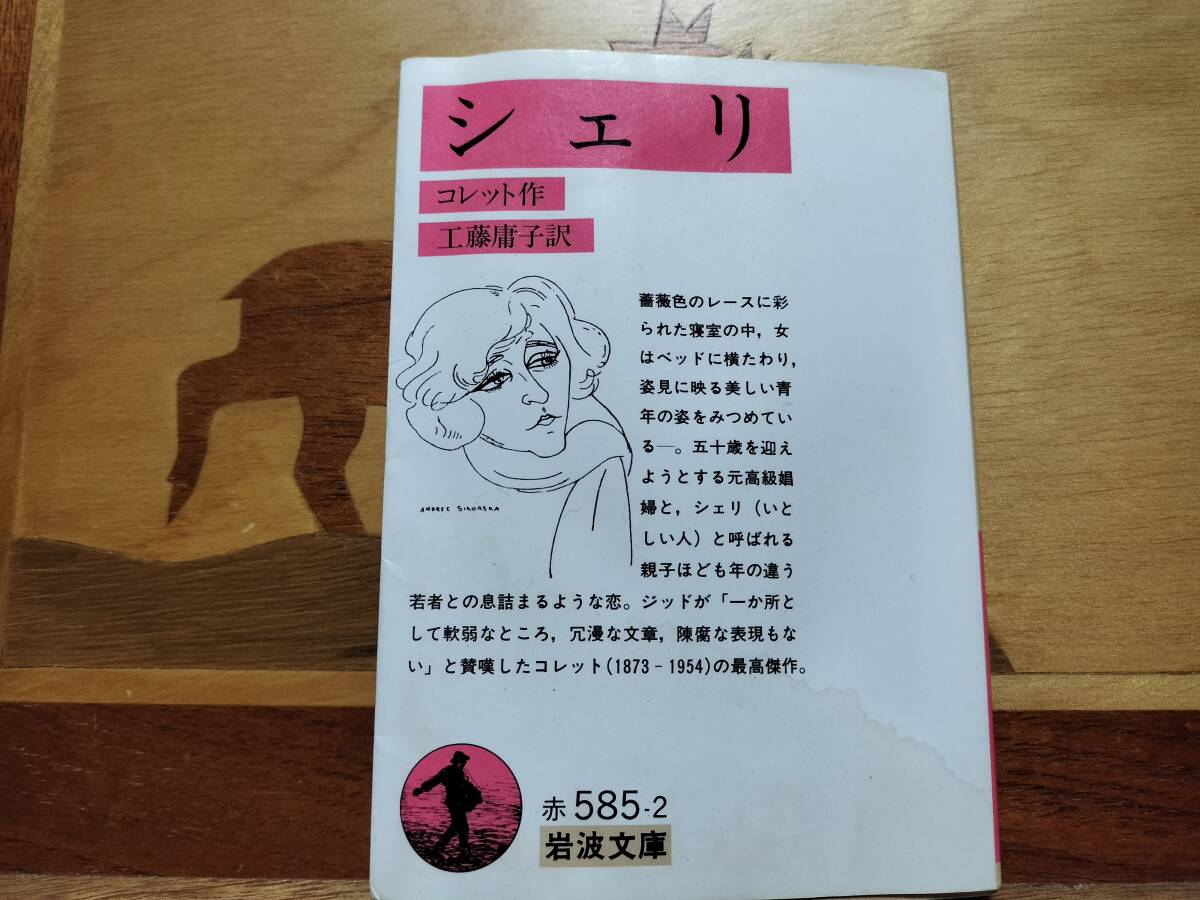 シェリ
コレット作
工藤庸子訳
薔薇色のレースに彩
られた寝室の中，女
はベッドに横たわり，
姿見に映る美しい青
年の姿をみつめてい
る―。五十歳を迎え
ようとする元高級娼
婦と，シェリ（いと
しい人）と呼ばれる
親子ほども年の違う
若者との息詰まるような恋。ジッドが「一か所と
して軟弱なところ，冗漫な文章，陳腐な表現もな
い」と賛嘆したコレット(1873－1954)の最高傑作。
ANDREE SIKORSKA
赤 585-2
岩波文庫